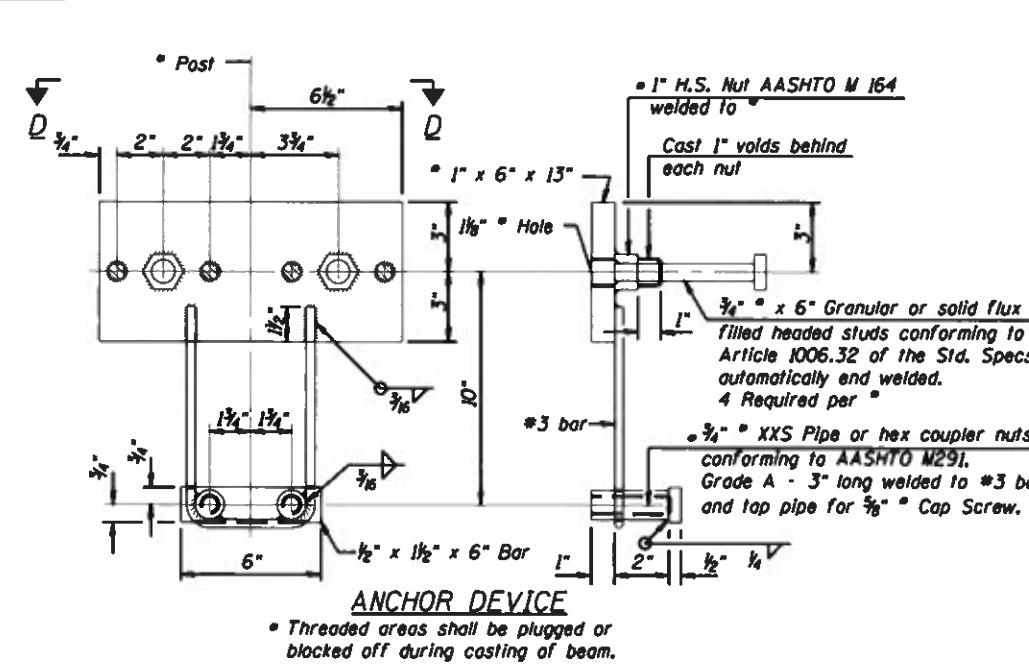 * Post
D
D
6½"
¾"
2"
2"
1¾"
3¾"
3"
3"
1½"
3/16
10"
1¾"
1¾"
3/16
¾"
¾"
6"
½" x 1½" x 6" Bar
* 1" H.S. Nut AASHTO M 164
welded to *
Cast 1" voids behind
each nut
* 1" x 6" x 13"
1⅛" * Hole
3"
1"
¾" * x 6" Granular or solid flux
filled headed studs conforming to
Article 1006.32 of the Std. Specs
automatically end welded.
4 Required per *
#3 bar
* ¾" * XXS Pipe or hex coupler nuts
conforming to AASHTO M291.
Grade A - 3" long welded to #3 ba
and tap pipe for ⅝" * Cap Screw.
1"
2"
½"
¼
ANCHOR DEVICE
* Threaded areas shall be plugged or
blocked off during casting of beam.